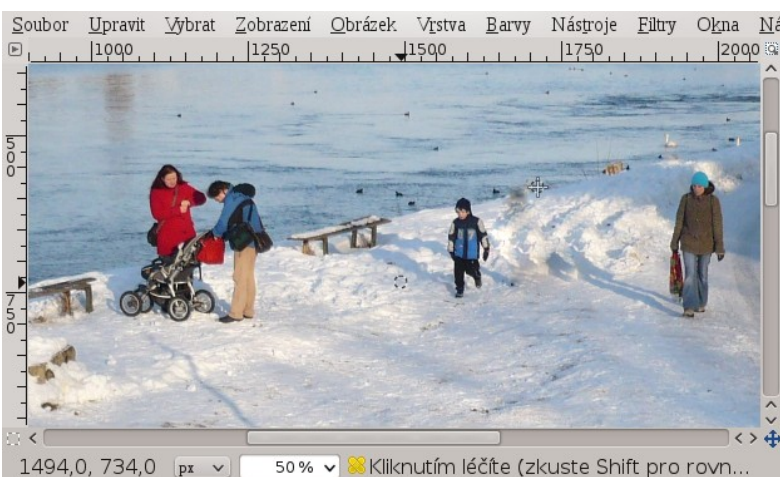 Soubor Upravit Vybrat Zobrazení Obrázek Vrstva Barvy Nástroje Filtry Okna Ná
1000 1250 1500 1750 2000
500
750
1494,0, 734,0 px 50% Kliknutím léčíte (zkuste Shift pro rovn...